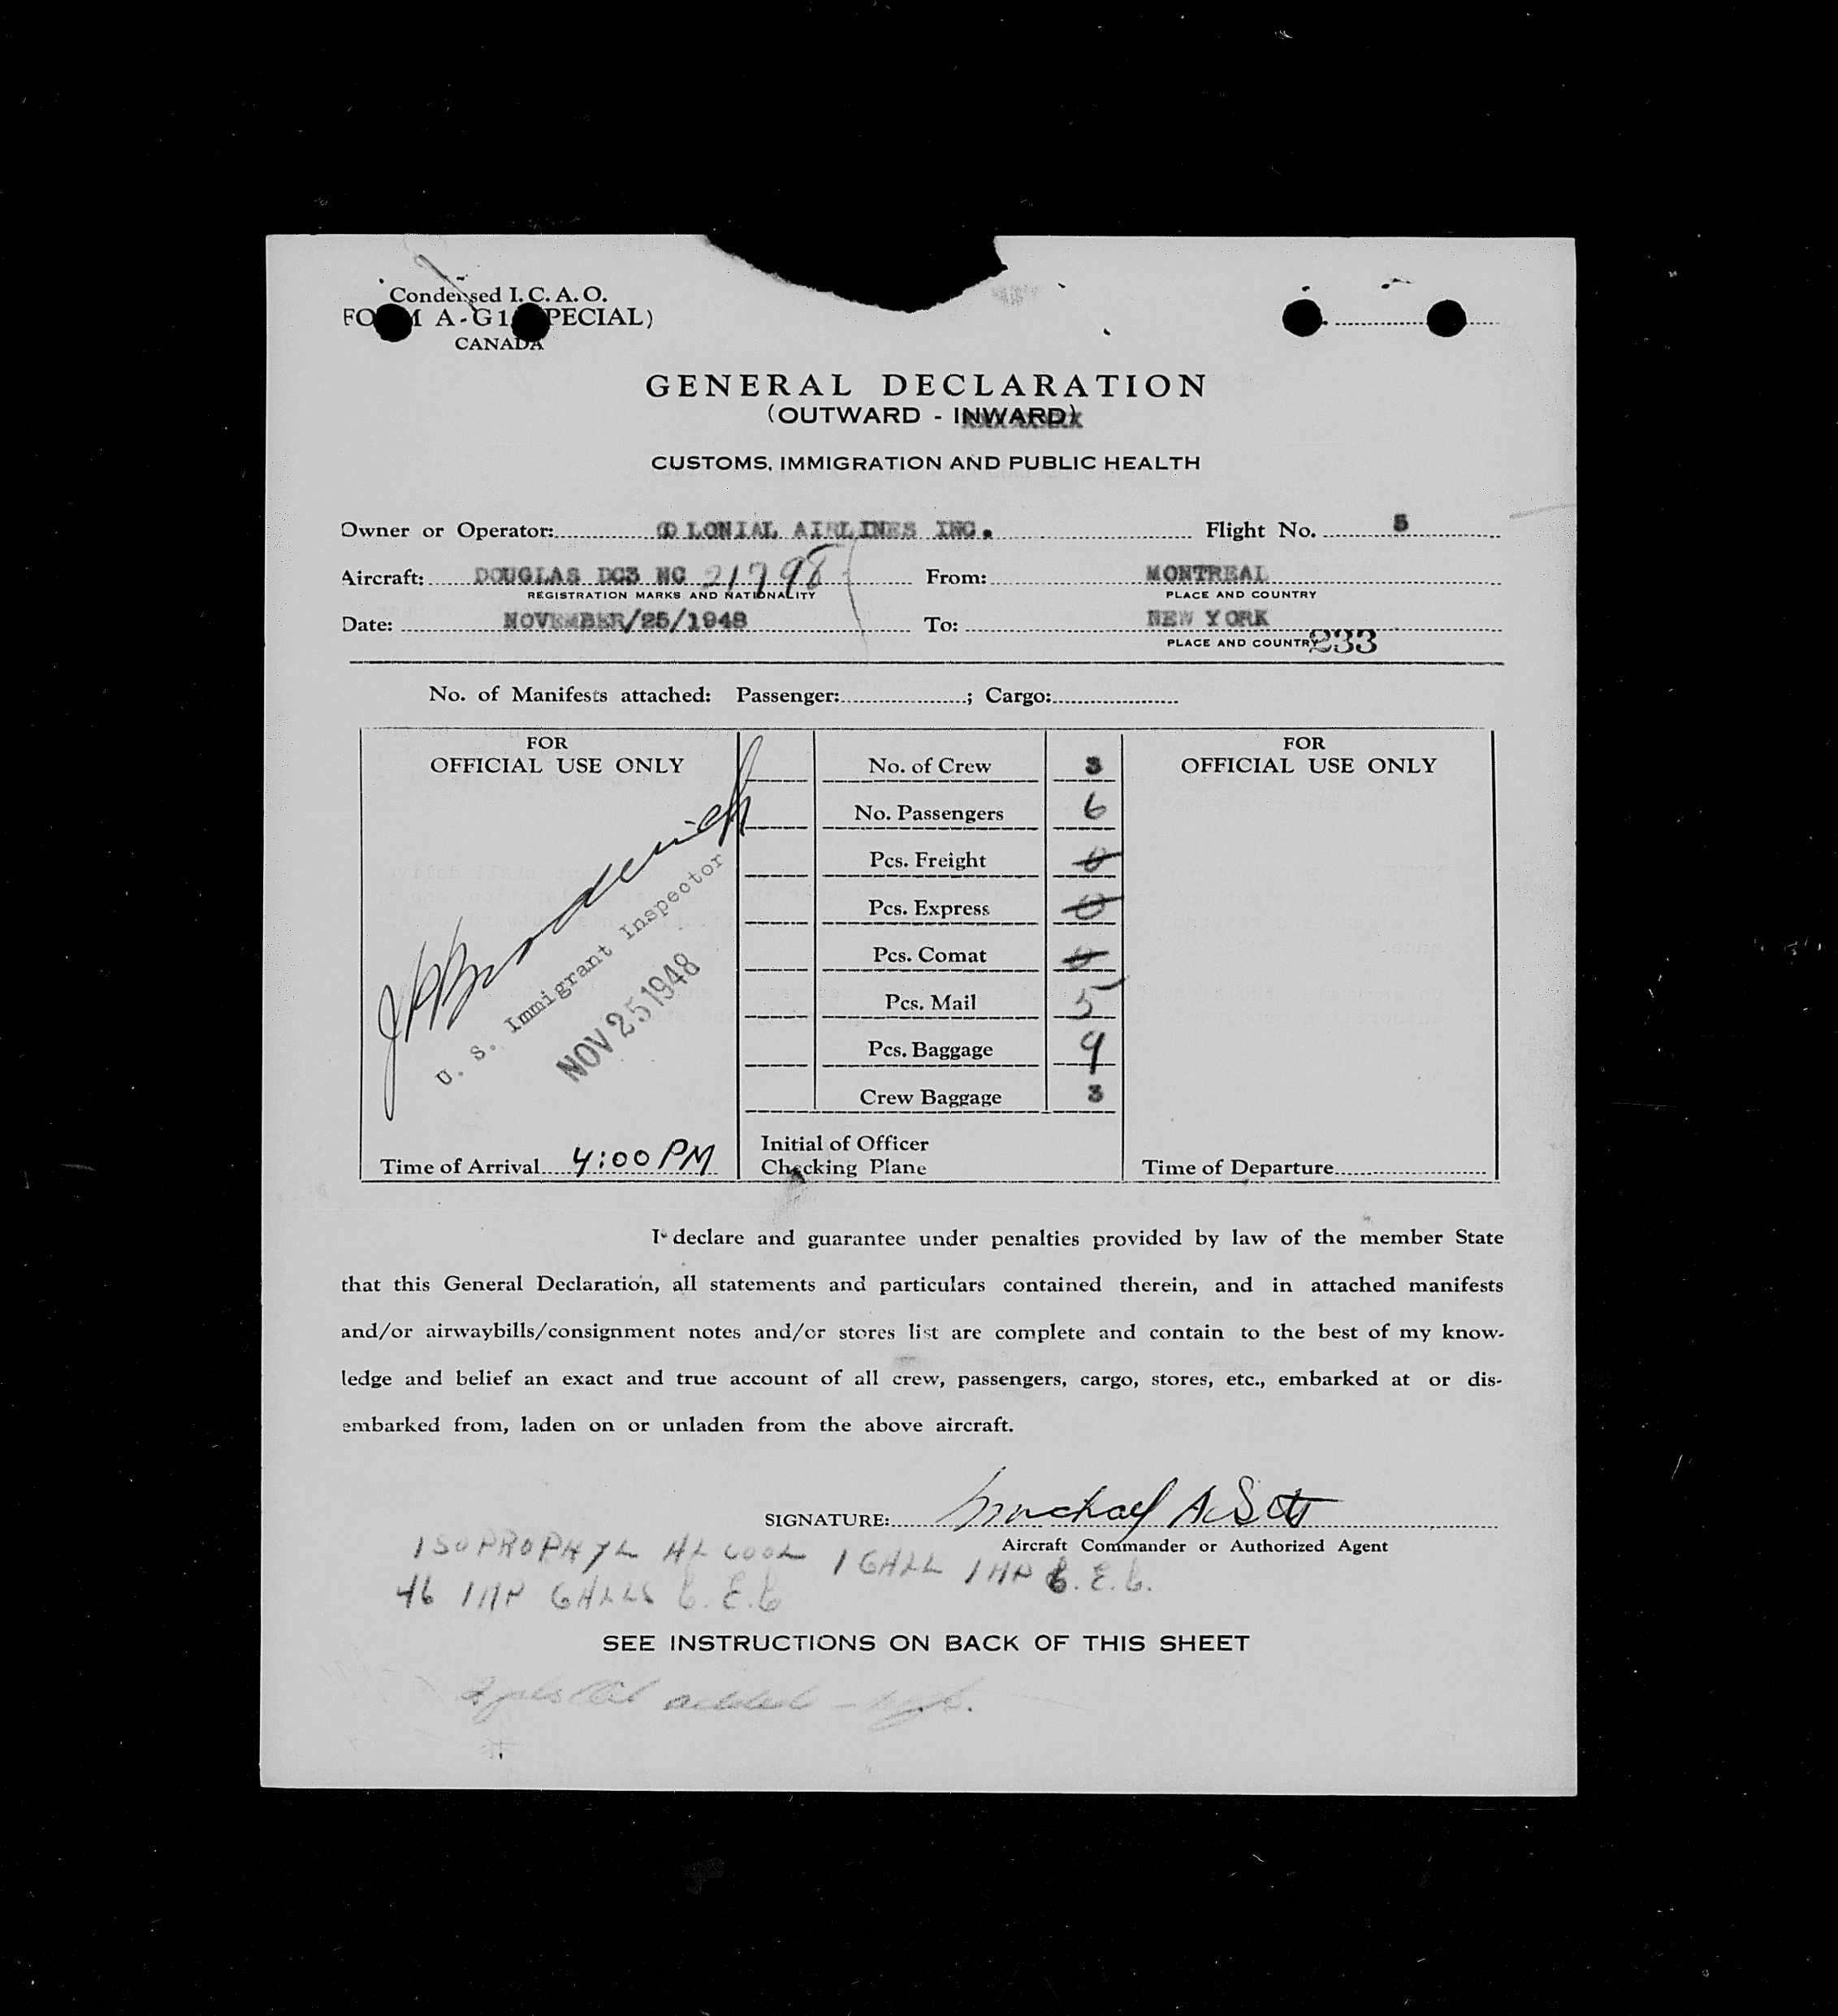 Condensed I. C. A. O.
FORM A-G1 (SPECIAL)
CANADA
GENERAL DECLARATION
(OUTWARD - INWARD)
CUSTOMS, IMMIGRATION AND PUBLIC HEALTH
Owner or Operator: COLONIAL AIRLINES INC. Flight No. 5
Aircraft: DOUGLAS DC3 NC 21798 From: MONTREAL
REGISTRATION MARKS AND NATIONALITY PLACE AND COUNTRY
Date: NOVEMBER/25/1948 To: NEW YORK
PLACE AND COUNTRY 233
No. of Manifests attached: Passenger: ; Cargo:
FOR
OFFICIAL USE ONLY
U. S. Immigrant Inspector
NOV 25 1948
Time of Arrival 4:00 PM
No. of Crew 3
No. Passengers 6
Pcs. Freight 0
Pcs. Express 0
Pcs. Comat 0
Pcs. Mail 5
Pcs. Baggage 9
Crew Baggage 3
Initial of Officer
Checking Plane
FOR
OFFICIAL USE ONLY
Time of Departure
I declare and guarantee under penalties provided by law of the member State
that this General Declaration, all statements and particulars contained therein, and in attached manifests
and/or airwaybills/consignment notes and/or stores list are complete and contain to the best of my know-
ledge and belief an exact and true account of all crew, passengers, cargo, stores, etc., embarked at or dis-
embarked from, laden on or unladen from the above aircraft.
SIGNATURE: Michael A
Aircraft Commander or Authorized Agent
ISOPROPHYL ALCOOL 1 GALL IMP G.E.G.
46 IMP GALLS G.E.G
SEE INSTRUCTIONS ON BACK OF THIS SHEET
added